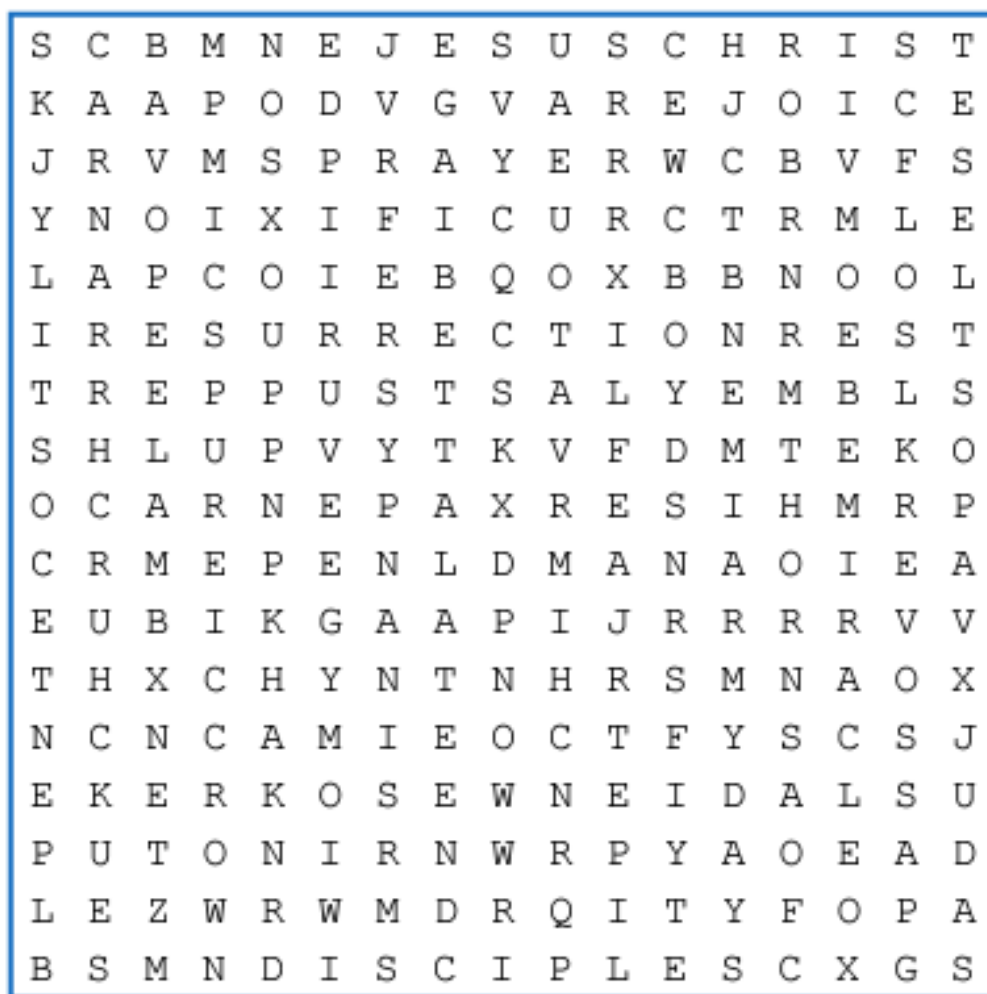 S C B M N E J E S U S C H R I S T
K A A P O D V G V A R E J O I C E
J R V M S P R A Y E R W C B V F S
Y N O I X I F I C U R C T R M L E
L A P C O I E B Q O X B B N O O L
I R E S U R R E C T I O N R E S T
T R E P P U S T S A L Y E M B L S
S H L U P V Y T K V F D M T E K O
O C A R N E P A X R E S I H M R P
C R M E P E N L D M A N A O I E A
E U B I K G A A P I J R R R R V V
T H X C H Y N T N H R S M N A O X
N C N C A M I E O C T F Y S C S J
E K E R K O S E W N E I D A L S U
P U T O N I R N W R P Y A O E A D
L E Z W R W M D R Q I T Y F O P A
B S M N D I S C I P L E S C X G S